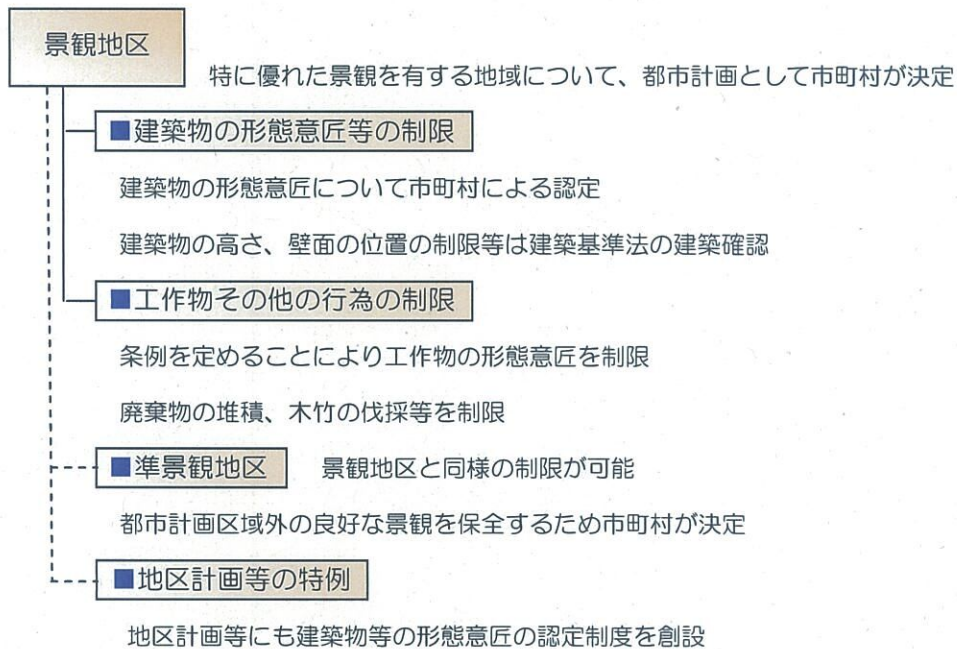 景観地区
特に優れた景観を有する地域について、都市計画として市町村が決定
■建築物の形態意匠等の制限
建築物の形態意匠について市町村による認定
建築物の高さ、壁面の位置の制限等は建築基準法の建築確認
■工作物その他の行為の制限
条例を定めることにより工作物の形態意匠を制限
廃棄物の堆積、木竹の伐採等を制限
■準景観地区　景観地区と同様の制限が可能
都市計画区域外の良好な景観を保全するため市町村が決定
■地区計画等の特例
地区計画等にも建築物等の形態意匠の認定制度を創設